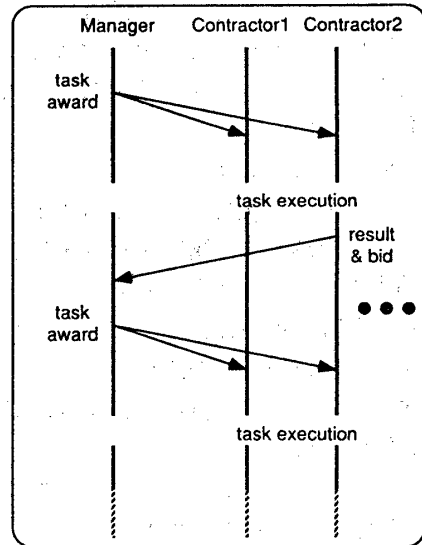 Manager Contractor1 Contractor2
task
award
task execution
result
& bid
task
award
task execution